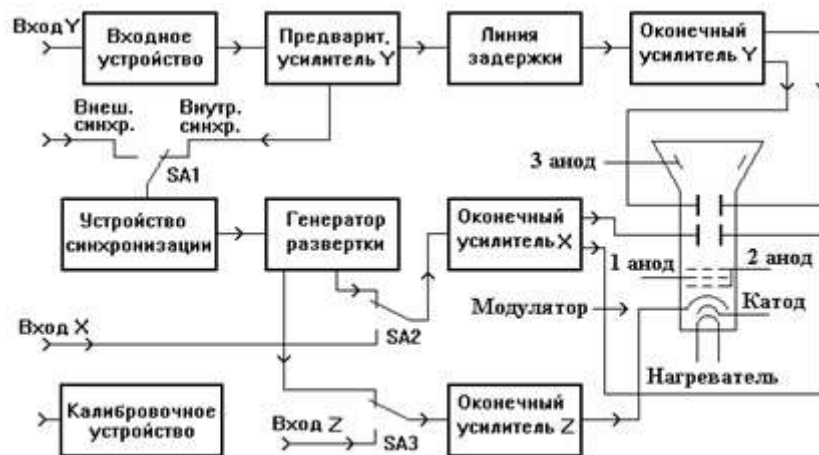 Вход Y
Входное
устройство
Предварит.
усилитель Y
Линия
задержки
Оконечный
усилитель Y
Внеш.
синхр.
Внутр.
синхр.
SA1
3 анод
Устройство
синхронизации
Генератор
развертки
Оконечный
усилитель X
1 анод
2 анод
Модулятор
Катод
Вход X
SA2
Нагреватель
Калибровочное
устройство
Вход Z
SA3
Оконечный
усилитель Z